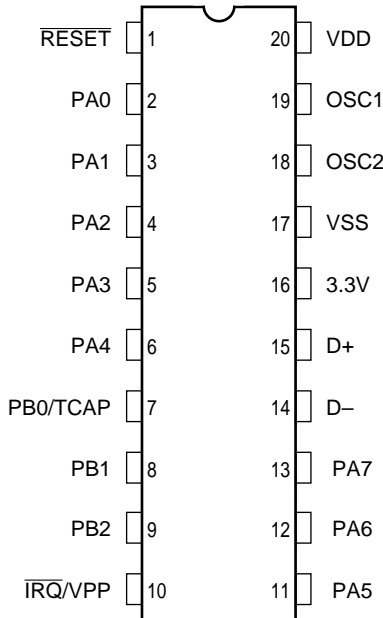 RESET 1 20 VDD
PA0 2 19 OSC1
PA1 3 18 OSC2
PA2 4 17 VSS
PA3 5 16 3.3V
PA4 6 15 D+
PB0/TCAP 7 14 D–
PB1 8 13 PA7
PB2 9 12 PA6
IRQ/VPP 10 11 PA5